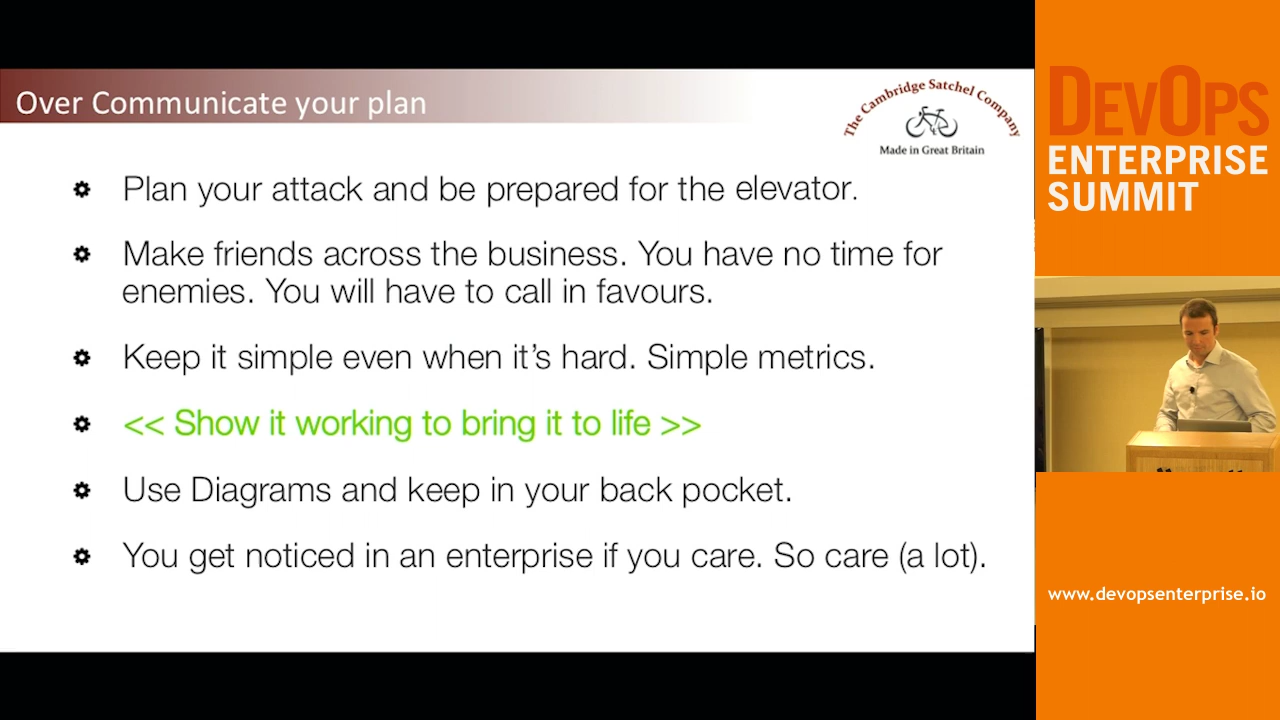 Over Communicate your plan
The Cambridge Satchel Company
Made in Great Britain
Plan your attack and be prepared for the elevator.
Make friends across the business. You have no time for
enemies. You will have to call in favours.
Keep it simple even when it's hard. Simple metrics.
<< Show it working to bring it to life >>
Use Diagrams and keep in your back pocket.
You get noticed in an enterprise if you care. So care (a lot).
DEVOPS
ENTERPRISE
SUMMIT
www.devopsenterprise.io